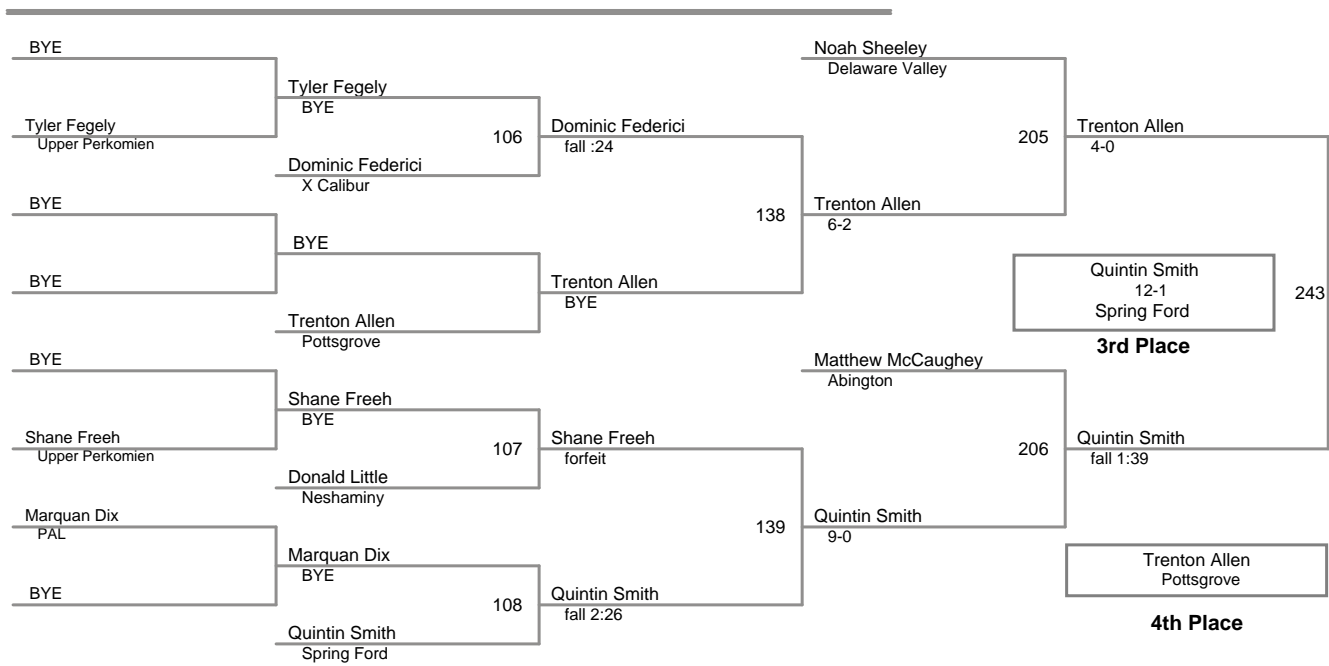 BYE
Noah Sheeley
Delaware Valley
Tyler Fegely
BYE
Tyler Fegely
Upper Perkomien
106
Dominic Federici
fall :24
205
Trenton Allen
4-0
Dominic Federici
X Calibur
BYE
138
Trenton Allen
6-2
BYE
Quintin Smith
12-1
Spring Ford
243
BYE
Trenton Allen
BYE
Trenton Allen
Pottsgrove
3rd Place
BYE
Matthew McCaughey
Abington
Shane Freeh
BYE
Shane Freeh
Upper Perkomien
107
Shane Freeh
forfeit
206
Quintin Smith
fall 1:39
Donald Little
Neshaminy
Marquan Dix
PAL
139
Quintin Smith
9-0
Marquan Dix
BYE
Trenton Allen
Pottsgrove
BYE
108
Quintin Smith
fall 2:26
4th Place
Quintin Smith
Spring Ford